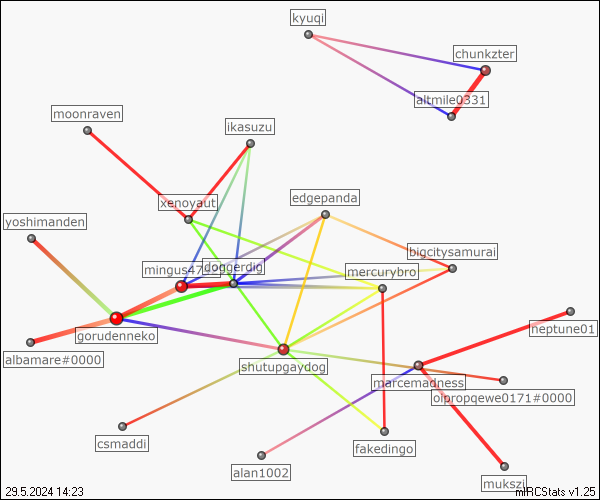 kyuqi
chunkzter
altmile0331
moonraven
ikasuzu
xenoyaut
edgepanda
yoshimanden
doggerdig
mercurybro
bigcitysamurai
gorudenneko
neptune01
albamare#0000
shutupgaydog
marcemadness
oipropqewe0171#0000
csmaddi
fakedingo
alan1002
mukszi
29.5.2024 14:23
mIRCStats v1.25